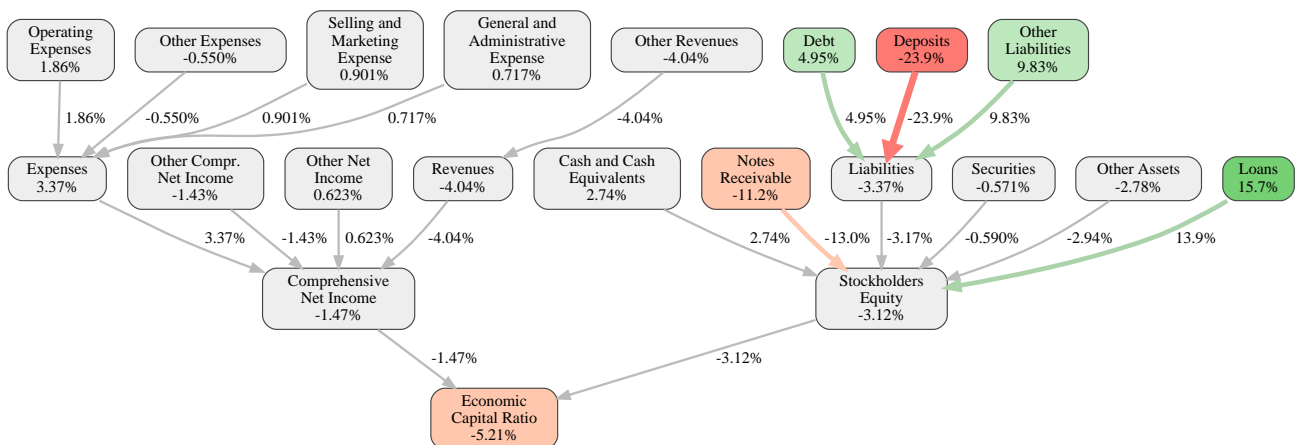 Operating
Expenses
1.86%
Other Expenses
-0.550%
Selling and
Marketing
Expense
0.901%
General and
Administrative
Expense
0.717%
Other Revenues
-4.04%
Debt
4.95%
Deposits
-23.9%
Other
Liabilities
9.83%
1.86%
-0.550%
0.901%
0.717%
-4.04%
4.95%
-23.9%
9.83%
Expenses
3.37%
Other Compr.
Net Income
-1.43%
Other Net
Income
0.623%
Revenues
-4.04%
Cash and Cash
Equivalents
2.74%
Notes
Receivable
-11.2%
Liabilities
-3.37%
Securities
-0.571%
Other Assets
-2.78%
Loans
15.7%
3.37%
-1.43%
0.623%
-4.04%
2.74%
-13.0%
-3.17%
-0.590%
-2.94%
13.9%
Comprehensive
Net Income
-1.47%
Stockholders
Equity
-3.12%
-1.47%
-3.12%
Economic
Capital Ratio
-5.21%